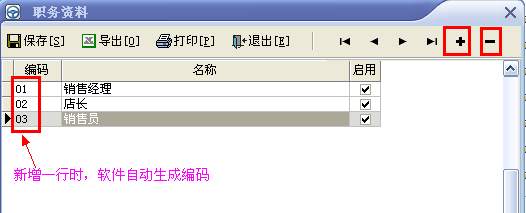 职务资料
保存[S] 导出[O] 打印[P] 退出[E]
编码 名称 启用
01 销售经理
02 店长
03 销售员
新增一行时，软件自动生成编码